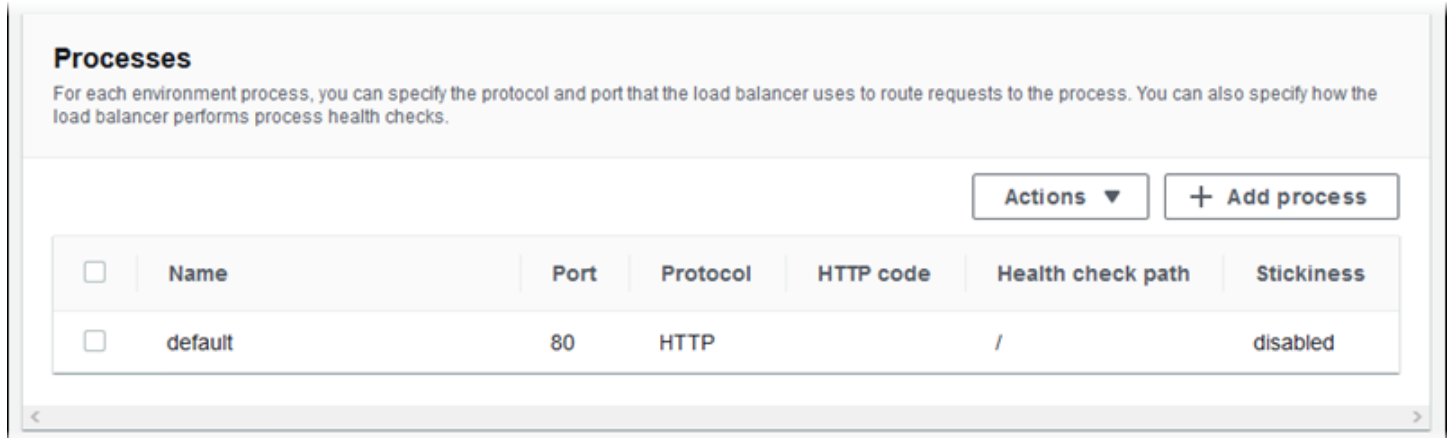 Processes
For each environment process, you can specify the protocol and port that the load balancer uses to route requests to the process. You can also specify how the
load balancer performs process health checks.
Actions ▼ + Add process
Name Port Protocol HTTP code Health check path Stickiness
default 80 HTTP / disabled